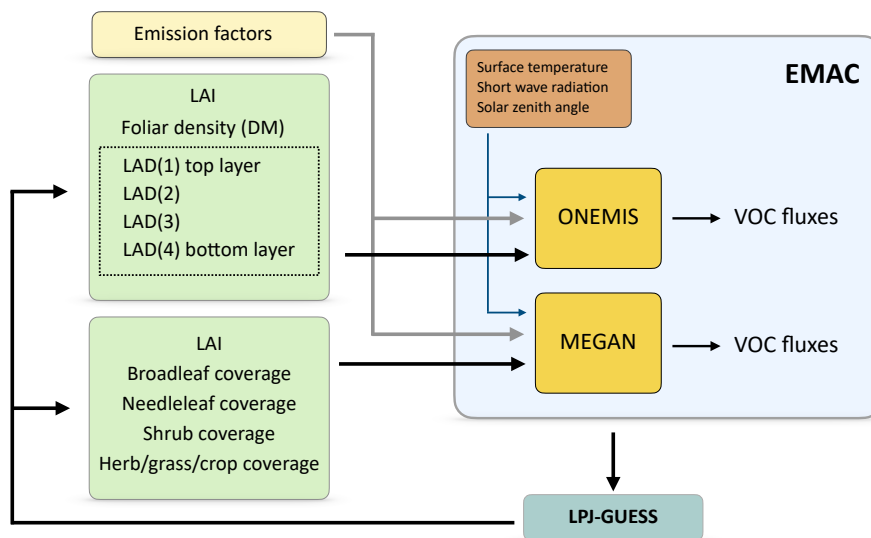 Emission factors
LAI
Foliar density (DM)
LAD(1) top layer
LAD(2)
LAD(3)
LAD(4) bottom layer
LAI
Broadleaf coverage
Needleleaf coverage
Shrub coverage
Herb/grass/crop coverage
EMAC
Surface temperature
Short wave radiation
Solar zenith angle
ONEMIS
VOC fluxes
MEGAN
VOC fluxes
LPJ-GUESS